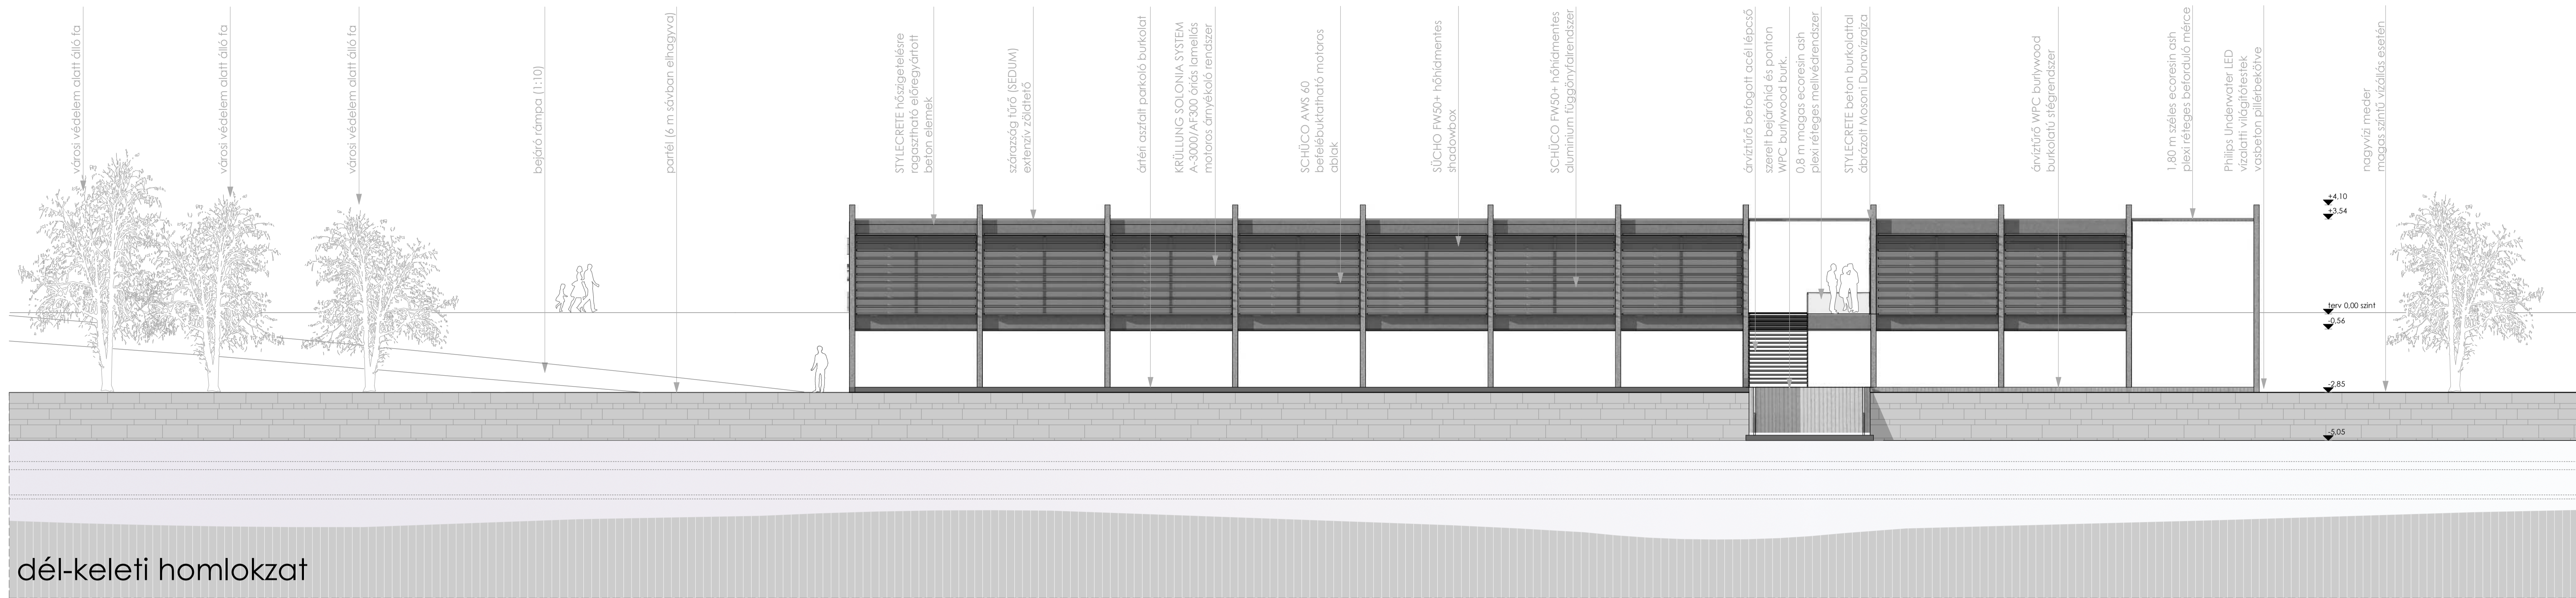 városi védelem alatt álló fa
városi védelem alatt álló fa
városi védelem alatt álló fa
bejáró rámpa (1:10)
partél (6 m sávban elhagyva)
STYLECRETE hőszigetelésre
ragasztható előregyártott
beton elemek
szárazság tűrő (SEDUM)
extenzív zöldtető
ártéri aszfalt parkoló burkolat
KRÜLLUNG SOLONIA SYSTEM
A-3000/AF300 óriás lamellás
motoros árnyékoló rendszer
SCHÜCO AWS 60
betelébuktatható motoros
ablak
SÜCHO FW50+ hőhídmentes
shadowbox
SCHÜCO FW50+ hőhídmentes
alumínium függönyfalrendszer
árvíztűrő befogott acél lépcső
szerelt bejáróhíd és ponton
WPC burlywood burk.
0,8 m magas ecoresin ash
plexi réteges mellvédrendszer
STYLECRETE beton burkolattal
ábrázolt Mosoni Dunavízrajza
árvíztűrő WPC burlywood
burkolatú stégrendszer
1,80 m széles ecoresin ash
plexi réteges beforduló mérce
Philips Underwater LED
vízalatti világítótestek
vasbeton pillérbekötve
nagyvízi meder
magas szintű vízállás esetén
+4,10
+3,54
terv 0,00 szint
-0,56
-2,85
-5,05
dél-keleti homlokzat